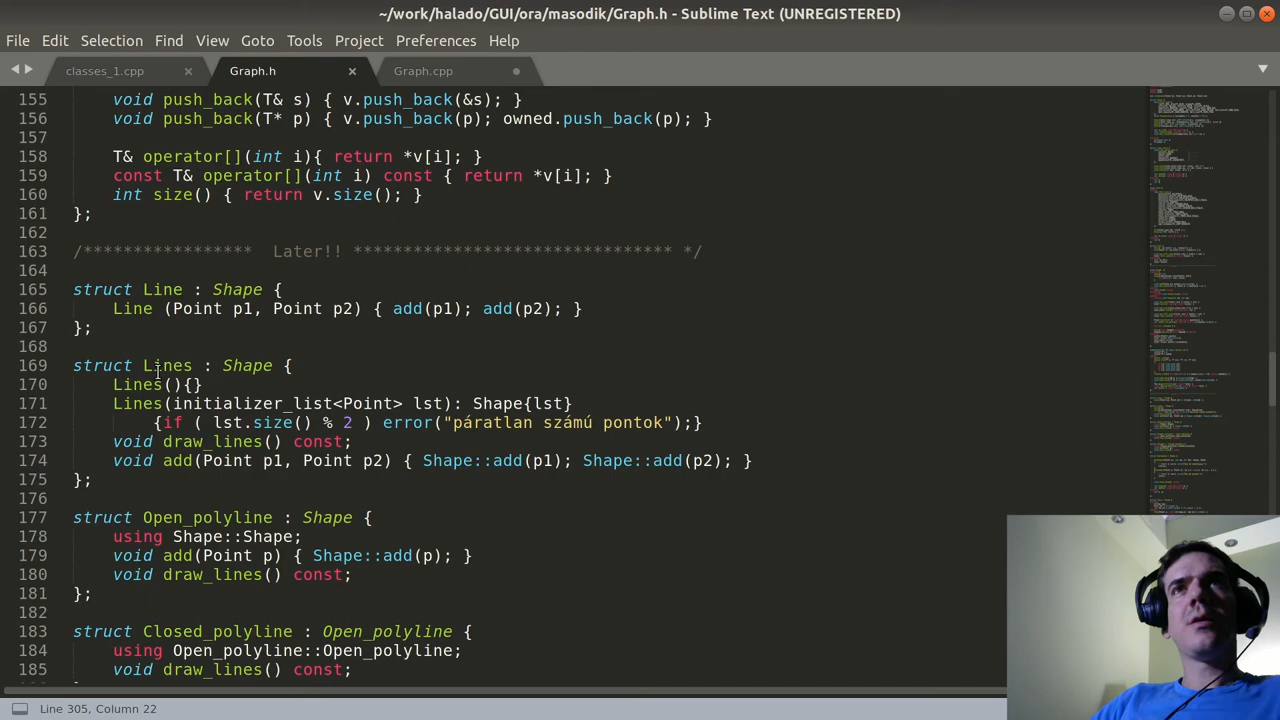 ~/work/halado/GUI/ora/masodik/Graph.h - Sublime Text (UNREGISTERED)
File Edit Selection Find View Goto Tools Project Preferences Help
classes_1.cpp Graph.h Graph.cpp
155 void push_back(T& s) { v.push_back(&s); }
156 void push_back(T* p) { v.push_back(p); owned.push_back(p); }
157
158 T& operator[](int i){ return *v[i]; }
159 const T& operator[](int i) const { return *v[i]; }
160 int size() { return v.size(); }
161 };
162
163 /***************** Later!! ******************************** */
164
165 struct Line : Shape {
166 Line (Point p1, Point p2) { add(p1); add(p2); }
167 };
168
169 struct Lines : Shape {
170 Lines(){}
171 Lines(initializer_list<Point> lst): Shape{lst}
172 {if ( lst.size() % 2 ) error("páratlan számú pontok");}
173 void draw_lines() const;
174 void add(Point p1, Point p2) { Shape::add(p1); Shape::add(p2); }
175 };
176
177 struct Open_polyline : Shape {
178 using Shape::Shape;
179 void add(Point p) { Shape::add(p); }
180 void draw_lines() const;
181 };
182
183 struct Closed_polyline : Open_polyline {
184 using Open_polyline::Open_polyline;
185 void draw_lines() const;
Line 305, Column 22